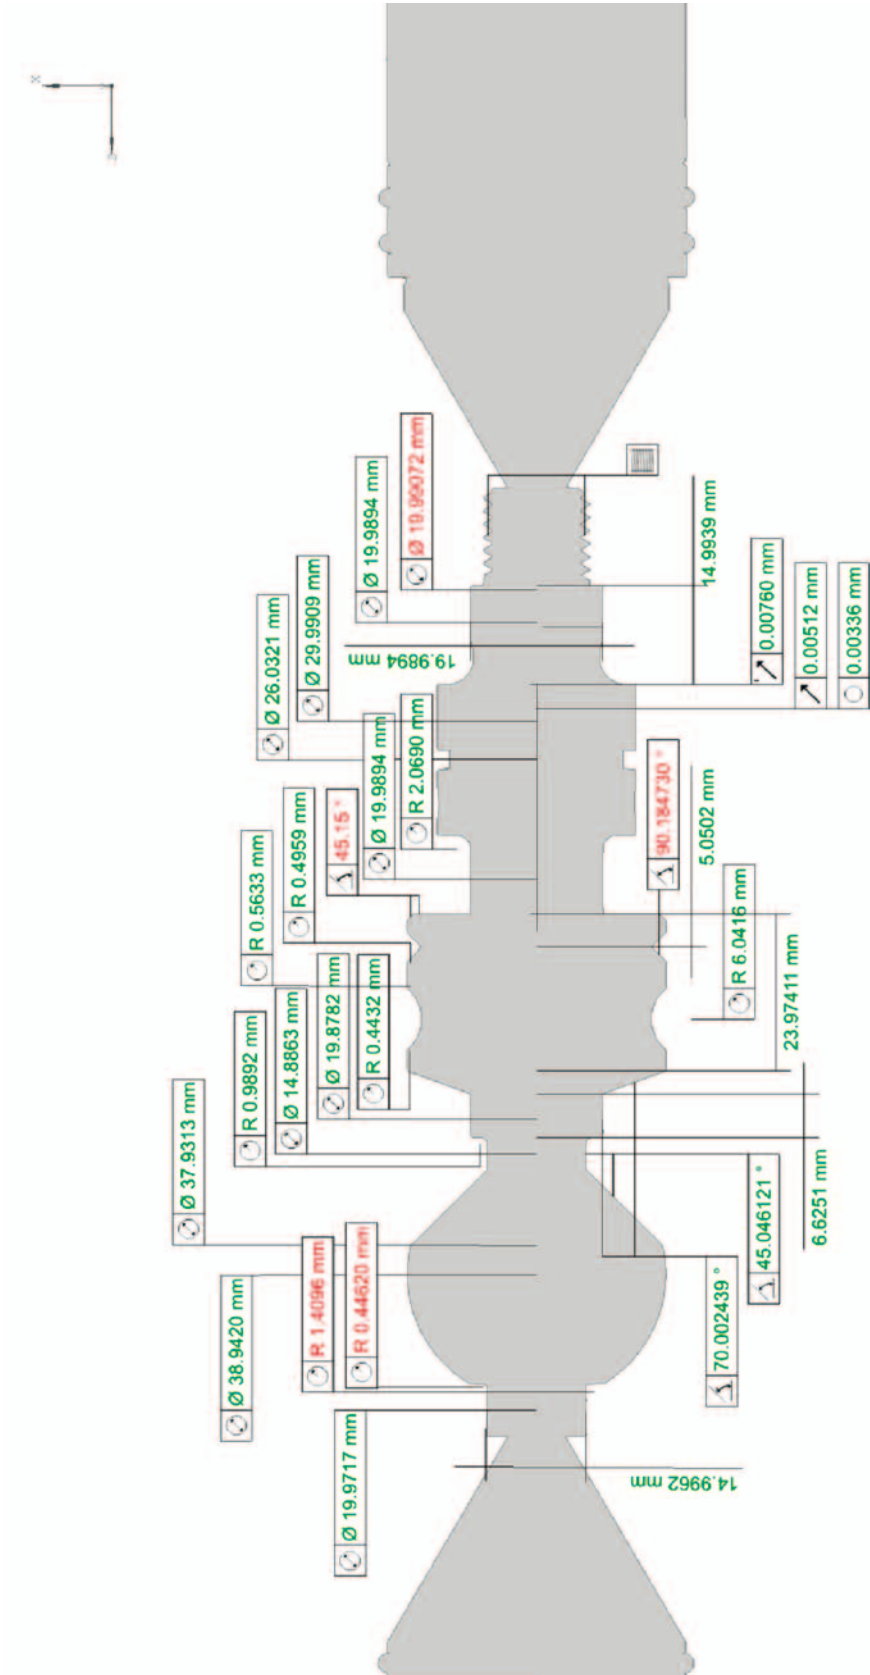 Ø 19.99072 mm
Ø 19.9894 mm
14.9939 mm
Ø 29.9909 mm
Ø 26.0321 mm
19.9894 mm
0.00760 mm
0.00512 mm
0.00336 mm
Ø 19.9894 mm
R 2.0690 mm
45.15 °
R 0.4959 mm
R 0.5633 mm
90.184730 °
5.0502 mm
R 6.0416 mm
23.97411 mm
Ø 19.8782 mm
R 0.4432 mm
Ø 14.8863 mm
R 0.9892 mm
Ø 37.9313 mm
6.6251 mm
45.046121 °
70.002439 °
R 1.4096 mm
R 0.44620 mm
Ø 38.9420 mm
Ø 19.9717 mm
14.9962 mm